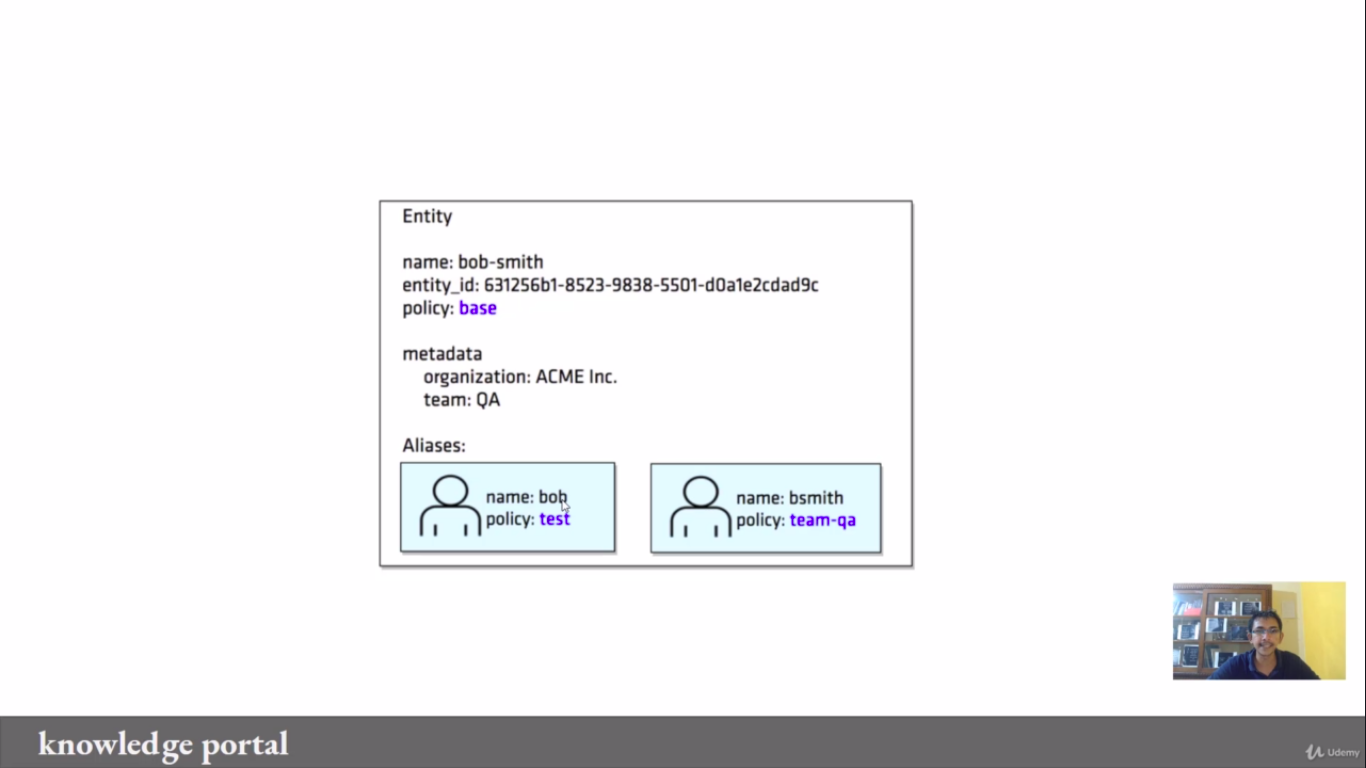 Entity
name: bob-smith
entity_id: 631256b1-8523-9838-5501-d0a1e2cdad9c
policy: base
metadata
organization: ACME Inc.
team: QA
Aliases:
name: bob
policy: test
name: bsmith
policy: team-qa
knowledge portal
Udemy